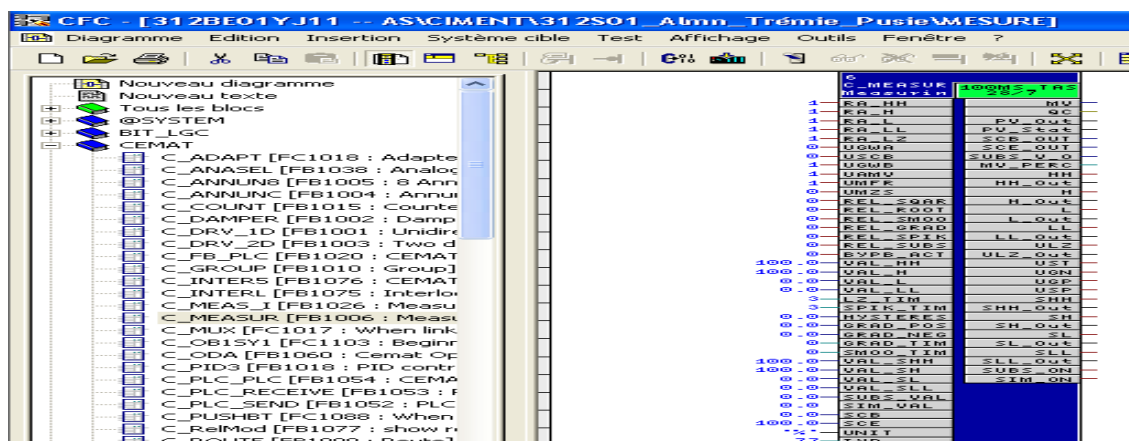 CFC - [312BE01YJ11 -- AS\CIMENT\312S01_Almn_Trémie_Pusie\MESURE]
Diagramme Edition Insertion Système cible Test Affichage Outils Fenêtre ?
Nouveau diagramme
Nouveau texte
Tous les blocs
@SYSTEM
BIT_LGC
CEMAT
C_ADAPT [FC1018 : Adapte
C_ANASEL [FB1038 : Analog
C_ANNUN8 [FB1005 : 8 Ann
C_ANNUNC [FB1004 : Annun
C_COUNT [FB1015 : Counte
C_DAMPER [FB1002 : Damp
C_DRV_1D [FB1001 : Unidire
C_DRV_2D [FB1003 : Two d
C_FB_PLC [FB1020 : CEMAT
C_GROUP [FB1010 : Group]
C_INTER5 [FB1076 : CEMAT
C_INTERL [FB1075 : Interlo
C_MEAS_I [FB1026 : Measu
C_MEASUR [FB1006 : Measu
C_MUX [FC1017 : When link
C_OB1SY1 [FC1103 : Beginn
C_ODA [FB1060 : Cemat Op
C_PID3 [FB1018 : PID contr
C_PLC_PLC [FB1054 : CEMA
C_PLC_RECEIVE [FB1053 : P
C_PLC_SEND [FB1052 : PLC
C_PUSHBT [FC1088 : When
C_RelMod [FB1077 : show r
6
C_MEASUR 100MS_TAS
Measurin 28/7
1 RA_HH MV
1 RA_H QC
1 RA_L PV_Out
1 RA_LL PV_Stat
1 RA_LZ SCB_OUT
0 UGWA SCE_OUT
0 USCB SUBS_V_O
1 UGWB MV_PERC
1 UAMV HH
1 UMFR HH_Out
0 UMZS H
0 REL_SQAR H_Out
0 REL_ROOT L
0 REL_SMOO L_Out
0 REL_GRAD LL
0 REL_SPIK LL_Out
0 REL_SUBS ULZ
0 BYPB_ACT ULZ_Out
100.0 VAL_HH UST
100.0 VAL_H UGN
0.0 VAL_L UGP
0.0 VAL_LL USP
3 LZ_TIM SHH
3 SPIK_TIM SHH_Out
0.0 HYSTERES SH
0.0 GRAD_POS SH_Out
0.0 GRAD_NEG SL
0 GRAD_TIM SL_Out
0 SMOO_TIM SLL
100.0 VAL_SHH SLL_Out
100.0 VAL_SH SUBS_ON
0.0 VAL_SL SIM_ON
0.0 VAL_SLL
0.0 SUBS_VAL
0.0 SIM_VAL
0.0 SCB
100.0 SCE
'%' UNIT